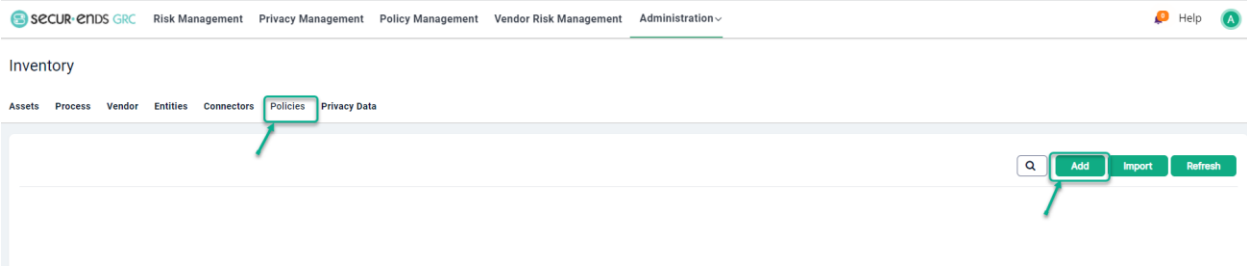 SECUR·ENDS GRC Risk Management Privacy Management Policy Management Vendor Risk Management Administration Help A
Inventory
Assets Process Vendor Entities Connectors Policies Privacy Data
Add Import Refresh